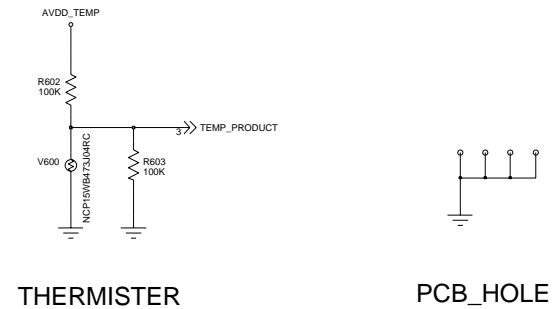 AVDD_TEMP
R602
100K
3
TEMP_PRODUCT
V600
NCP15WB473J04RC
R603
100K
THERMISTER
PCB_HOLE